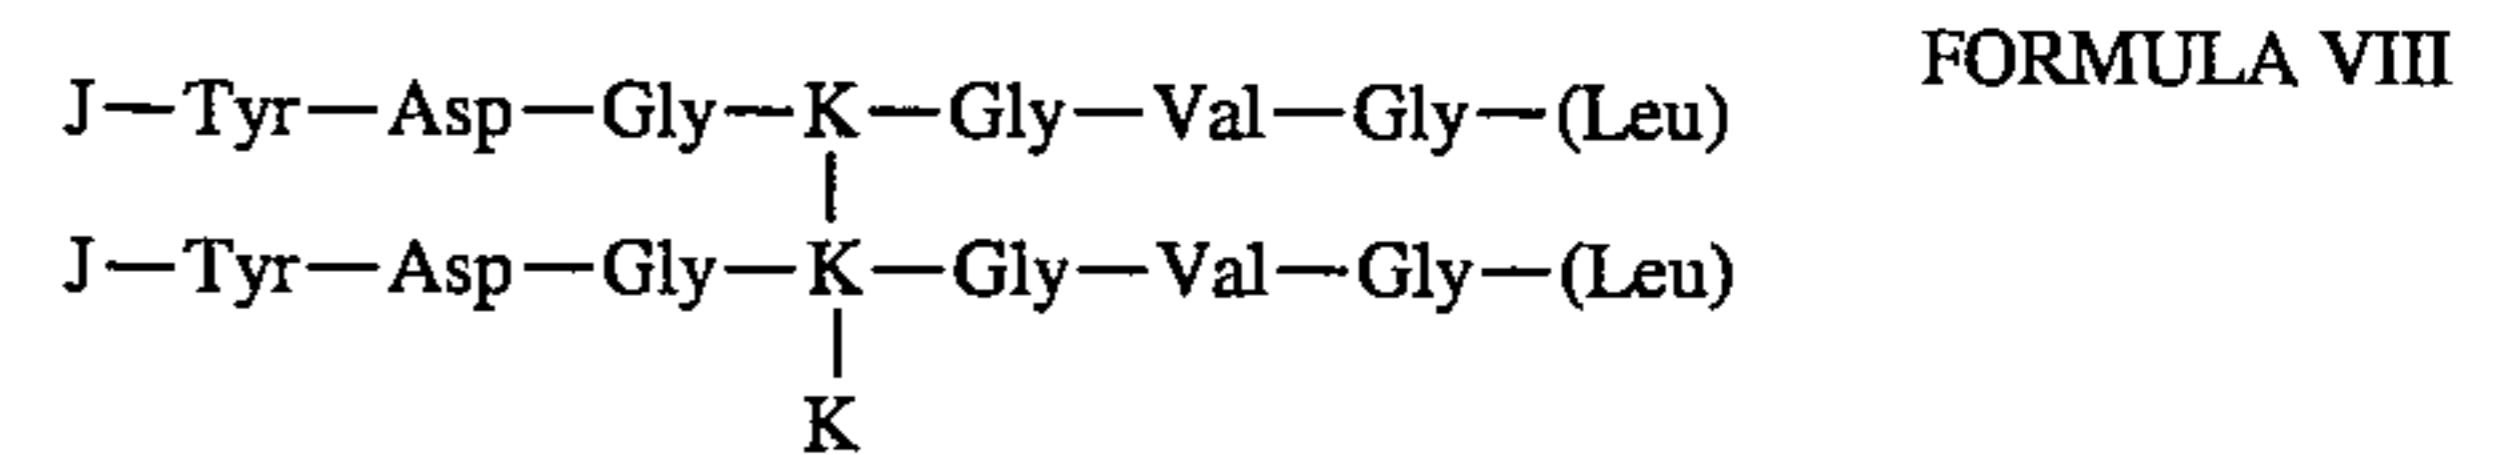 FORMULA VIII
J—Tyr—Asp—Gly—K—Gly—Val—Gly—(Leu)
J—Tyr—Asp—Gly—K—Gly—Val—Gly—(Leu)
K